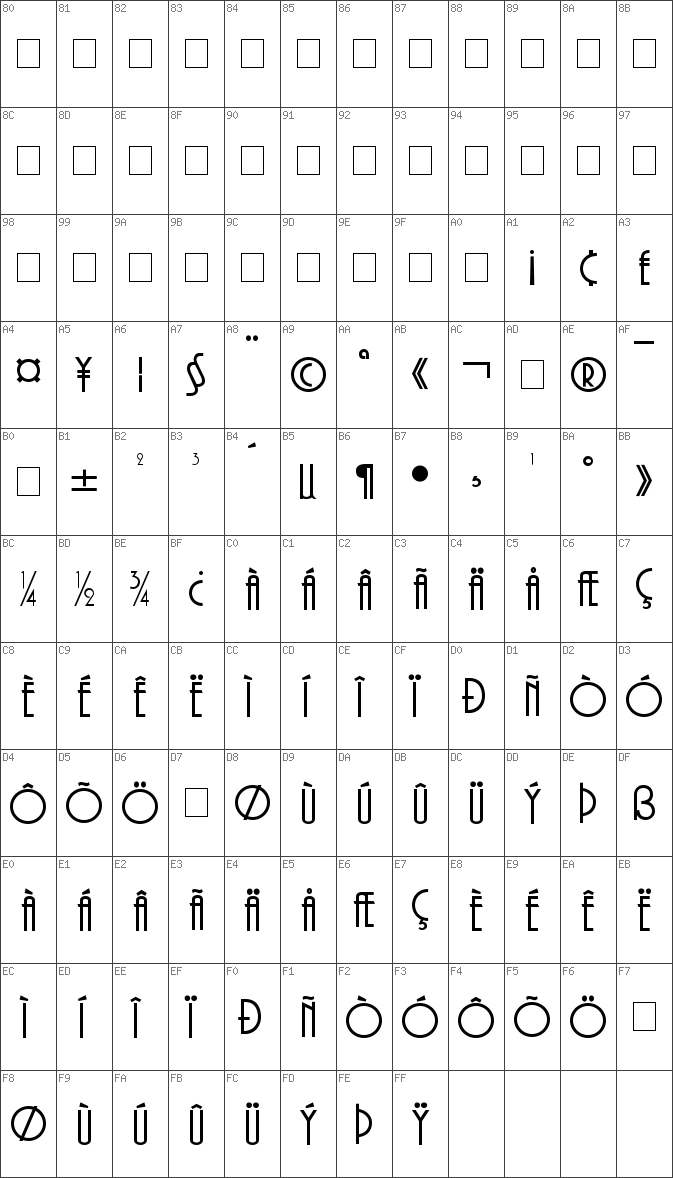 80 81 82 83 84 85 86 87 88 89 8A 8B
8C 8D 8E 8F 90 91 92 93 94 95 96 97
98 99 9A 9B 9C 9D 9E 9F A0 A1 A2 A3
¡ ¢ £
A4 A5 A6 A7 A8 A9 AA AB AC AD AE AF
¤ ¥ ¦ § ¨ © ª « ¬ ® ¯
B0 B1 B2 B3 B4 B5 B6 B7 B8 B9 BA BB
± ² ³ ´ µ ¶ · ¸ ¹ º »
BC BD BE BF C0 C1 C2 C3 C4 C5 C6 C7
¼ ½ ¾ ¿ À Á Â Ã Ä Å Æ Ç
C8 C9 CA CB CC CD CE CF D0 D1 D2 D3
È É Ê Ë Ì Í Î Ï Ð Ñ Ò Ó
D4 D5 D6 D7 D8 D9 DA DB DC DD DE DF
Ô Õ Ö Ø Ù Ú Û Ü Ý Þ ß
E0 E1 E2 E3 E4 E5 E6 E7 E8 E9 EA EB
À Á Â Ã Ä Å Æ Ç È É Ê Ë
EC ED EE EF F0 F1 F2 F3 F4 F5 F6 F7
Ì Í Î Ï Ð Ñ Ò Ó Ô Õ Ö
F8 F9 FA FB FC FD FE FF
Ø Ù Ú Û Ü Ý Þ Ÿ